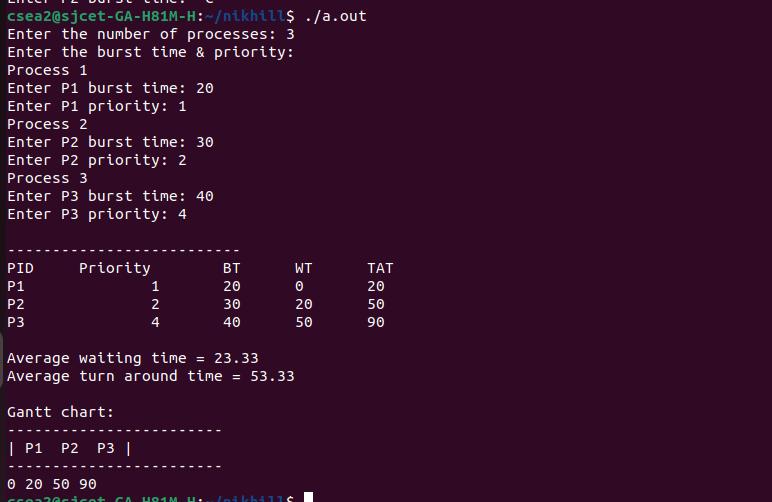 Enter P2 burst time: ^C
csea2@sjcet-GA-H81M-H:~/nikhill$ ./a.out
Enter the number of processes: 3
Enter the burst time & priority:
Process 1
Enter P1 burst time: 20
Enter P1 priority: 1
Process 2
Enter P2 burst time: 30
Enter P2 priority: 2
Process 3
Enter P3 burst time: 40
Enter P3 priority: 4

--------------------------
PID     Priority        BT      WT      TAT
P1              1       20      0       20
P2              2       30      20      50
P3              4       40      50      90

Average waiting time = 23.33
Average turn around time = 53.33

Gantt chart:
------------------------
| P1  P2  P3 |
------------------------
0 20 50 90
csea2@sjcet-GA-H81M-H:~/nikhill$